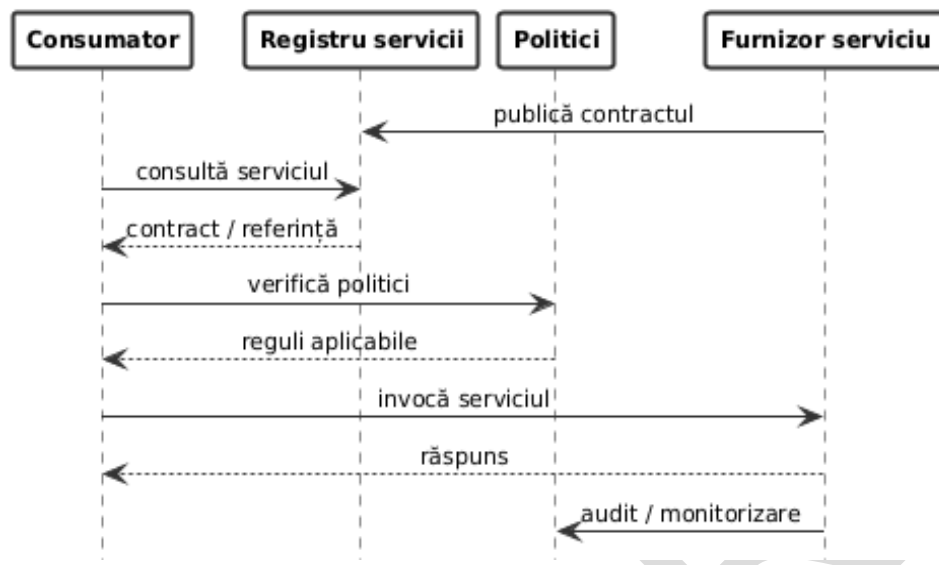 Consumator
Registru servicii
Politici
Furnizor serviciu
publică contractul
consultă serviciul
contract / referință
verifică politici
reguli aplicabile
invocă serviciul
răspuns
audit / monitorizare